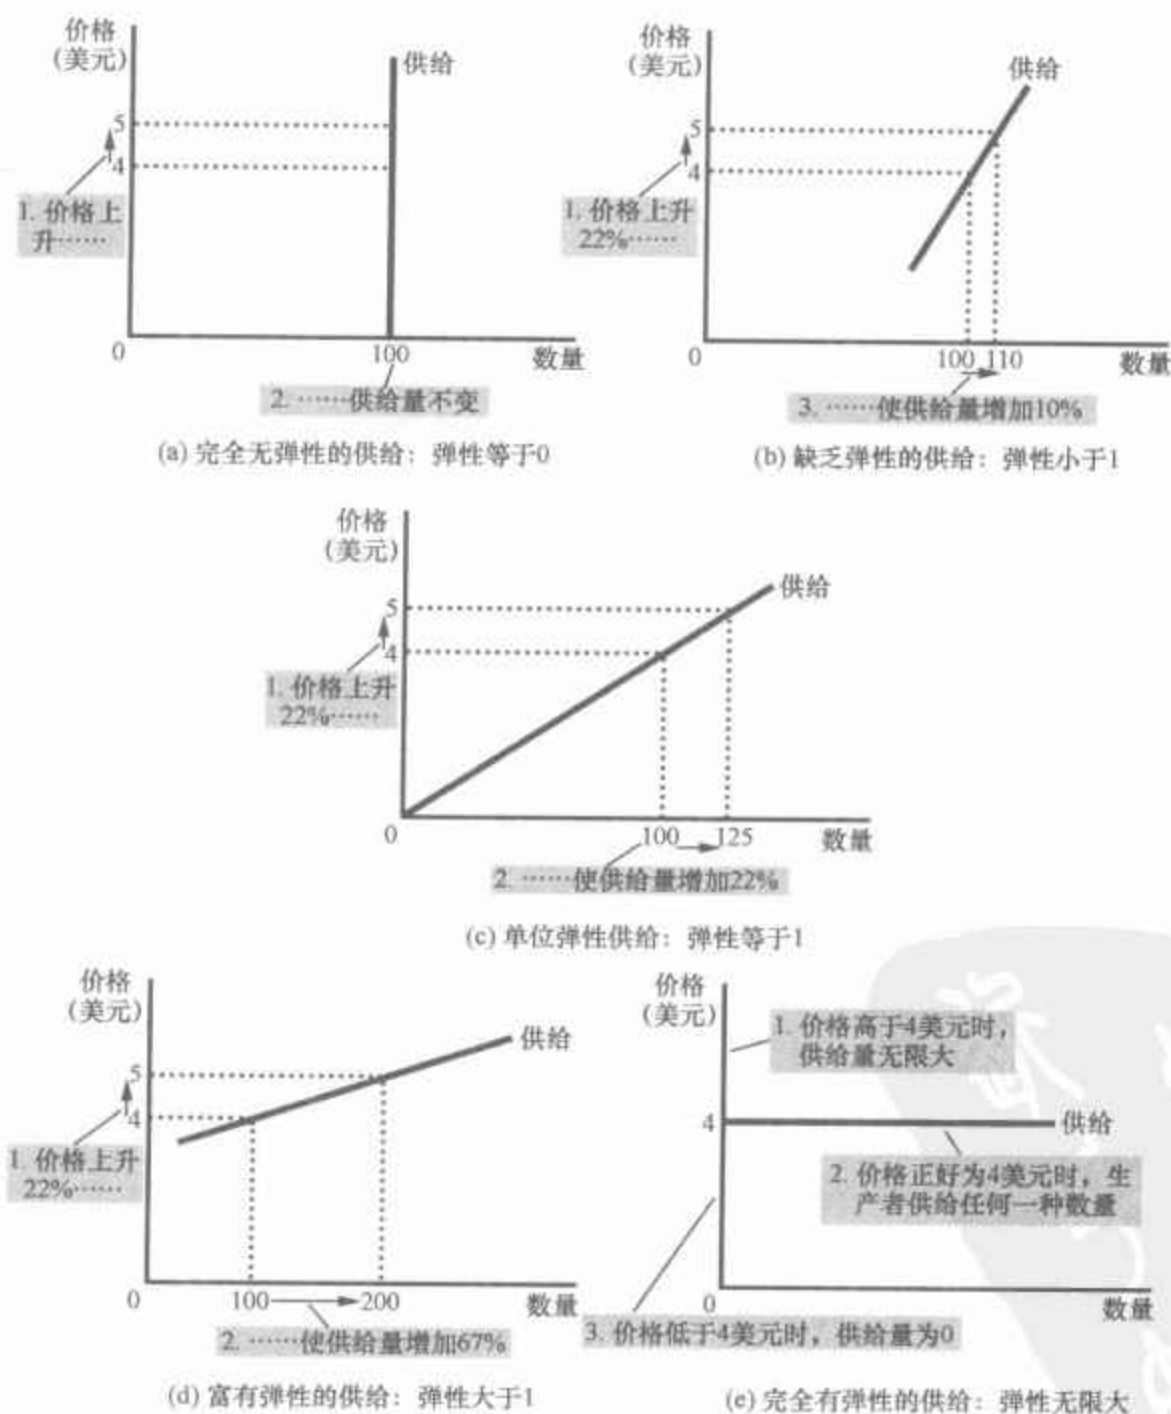 价格
(美元)
供给
5
4
1. 价格上
升……
0
100
数量
2. ……供给量不变
(a) 完全无弹性的供给：弹性等于0
价格
(美元)
供给
5
4
1. 价格上升
22%……
0
100
110
数量
3. ……使供给量增加10%
(b) 缺乏弹性的供给：弹性小于1
价格
(美元)
供给
5
4
1. 价格上升
22%……
0
100
125
数量
2. ……使供给量增加22%
(c) 单位弹性供给：弹性等于1
价格
(美元)
供给
5
4
1. 价格上升
22%……
0
100
200
数量
2. ……使供给量增加67%
(d) 富有弹性的供给：弹性大于1
价格
(美元)
1. 价格高于4美元时，
供给量无限大
4
供给
2. 价格正好为4美元时，生
产者供给任何一种数量
0
数量
3. 价格低于4美元时，供给量为0
(e) 完全有弹性的供给：弹性无限大